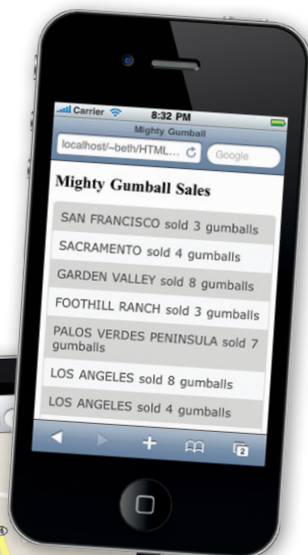 Carrier 8:32 PM
Mighty Gumball
localhost/~beth/HTML... Google
Mighty Gumball Sales
SAN FRANCISCO sold 3 gumballs
SACRAMENTO sold 4 gumballs
GARDEN VALLEY sold 8 gumballs
FOOTHILL RANCH sold 3 gumballs
PALOS VERDES PENINSULA sold 7
gumballs
LOS ANGELES sold 8 gumballs
LOS ANGELES sold 4 gumballs
2